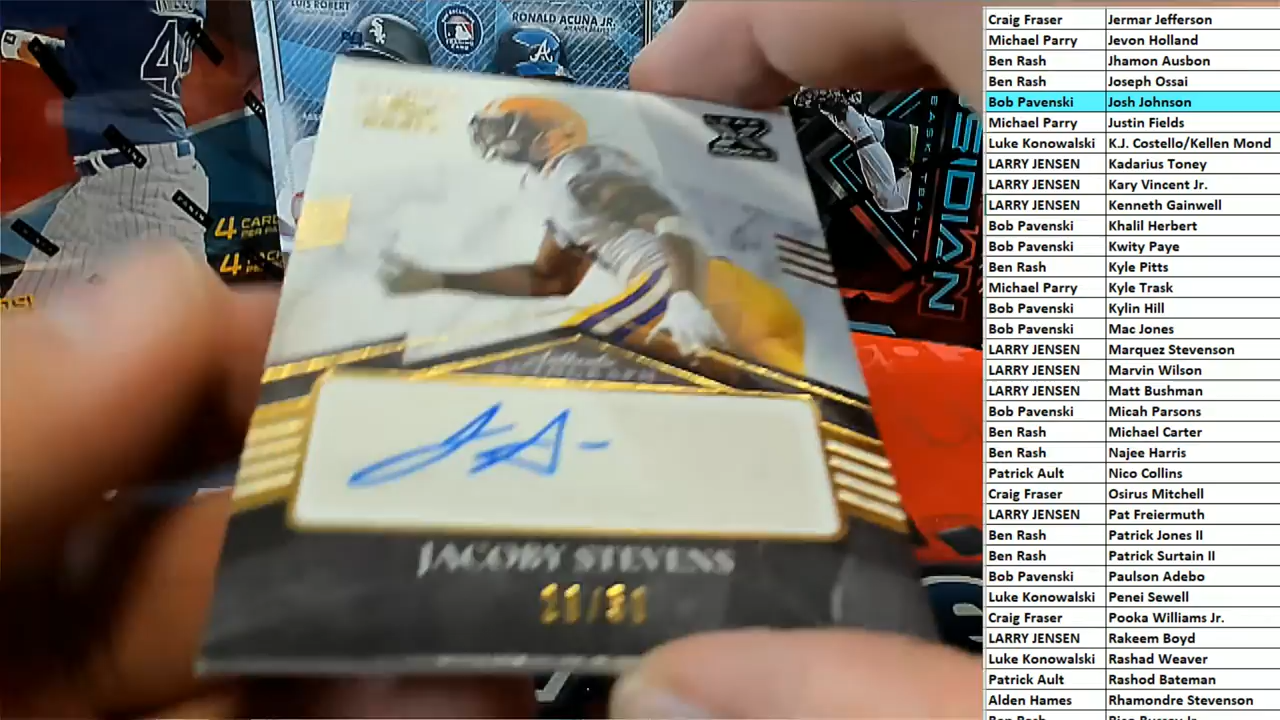 LUIS ROBERT
RONALD ACUÑA JR.
4 CARD
PER PA
4
JACOBY STEVENS
Craig Fraser Jermar Jefferson
Michael Parry Jevon Holland
Ben Rash Jhamon Ausbon
Ben Rash Joseph Ossai
Bob Pavenski Josh Johnson
Michael Parry Justin Fields
Luke Konowalski K.J. Costello/Kellen Mond
LARRY JENSEN Kadarius Toney
LARRY JENSEN Kary Vincent Jr.
LARRY JENSEN Kenneth Gainwell
Bob Pavenski Khalil Herbert
Bob Pavenski Kwity Paye
Ben Rash Kyle Pitts
Michael Parry Kyle Trask
Bob Pavenski Kylin Hill
Bob Pavenski Mac Jones
LARRY JENSEN Marquez Stevenson
LARRY JENSEN Marvin Wilson
LARRY JENSEN Matt Bushman
Bob Pavenski Micah Parsons
Ben Rash Michael Carter
Ben Rash Najee Harris
Patrick Ault Nico Collins
Craig Fraser Osirus Mitchell
LARRY JENSEN Pat Freiermuth
Ben Rash Patrick Jones II
Ben Rash Patrick Surtain II
Bob Pavenski Paulson Adebo
Luke Konowalski Penei Sewell
Craig Fraser Pooka Williams Jr.
LARRY JENSEN Rakeem Boyd
Luke Konowalski Rashad Weaver
Patrick Ault Rashod Bateman
Alden Hames Rhamondre Stevenson